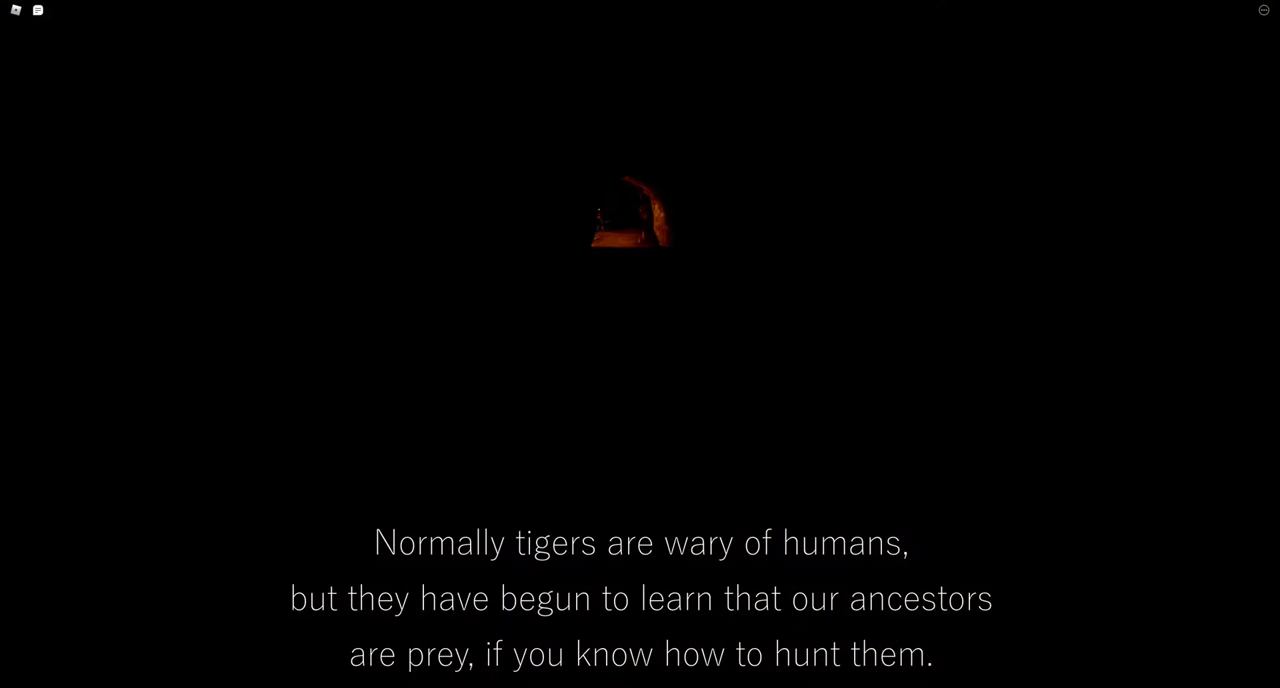 Normally tigers are wary of humans,
but they have begun to learn that our ancestors
are prey, if you know how to hunt them.